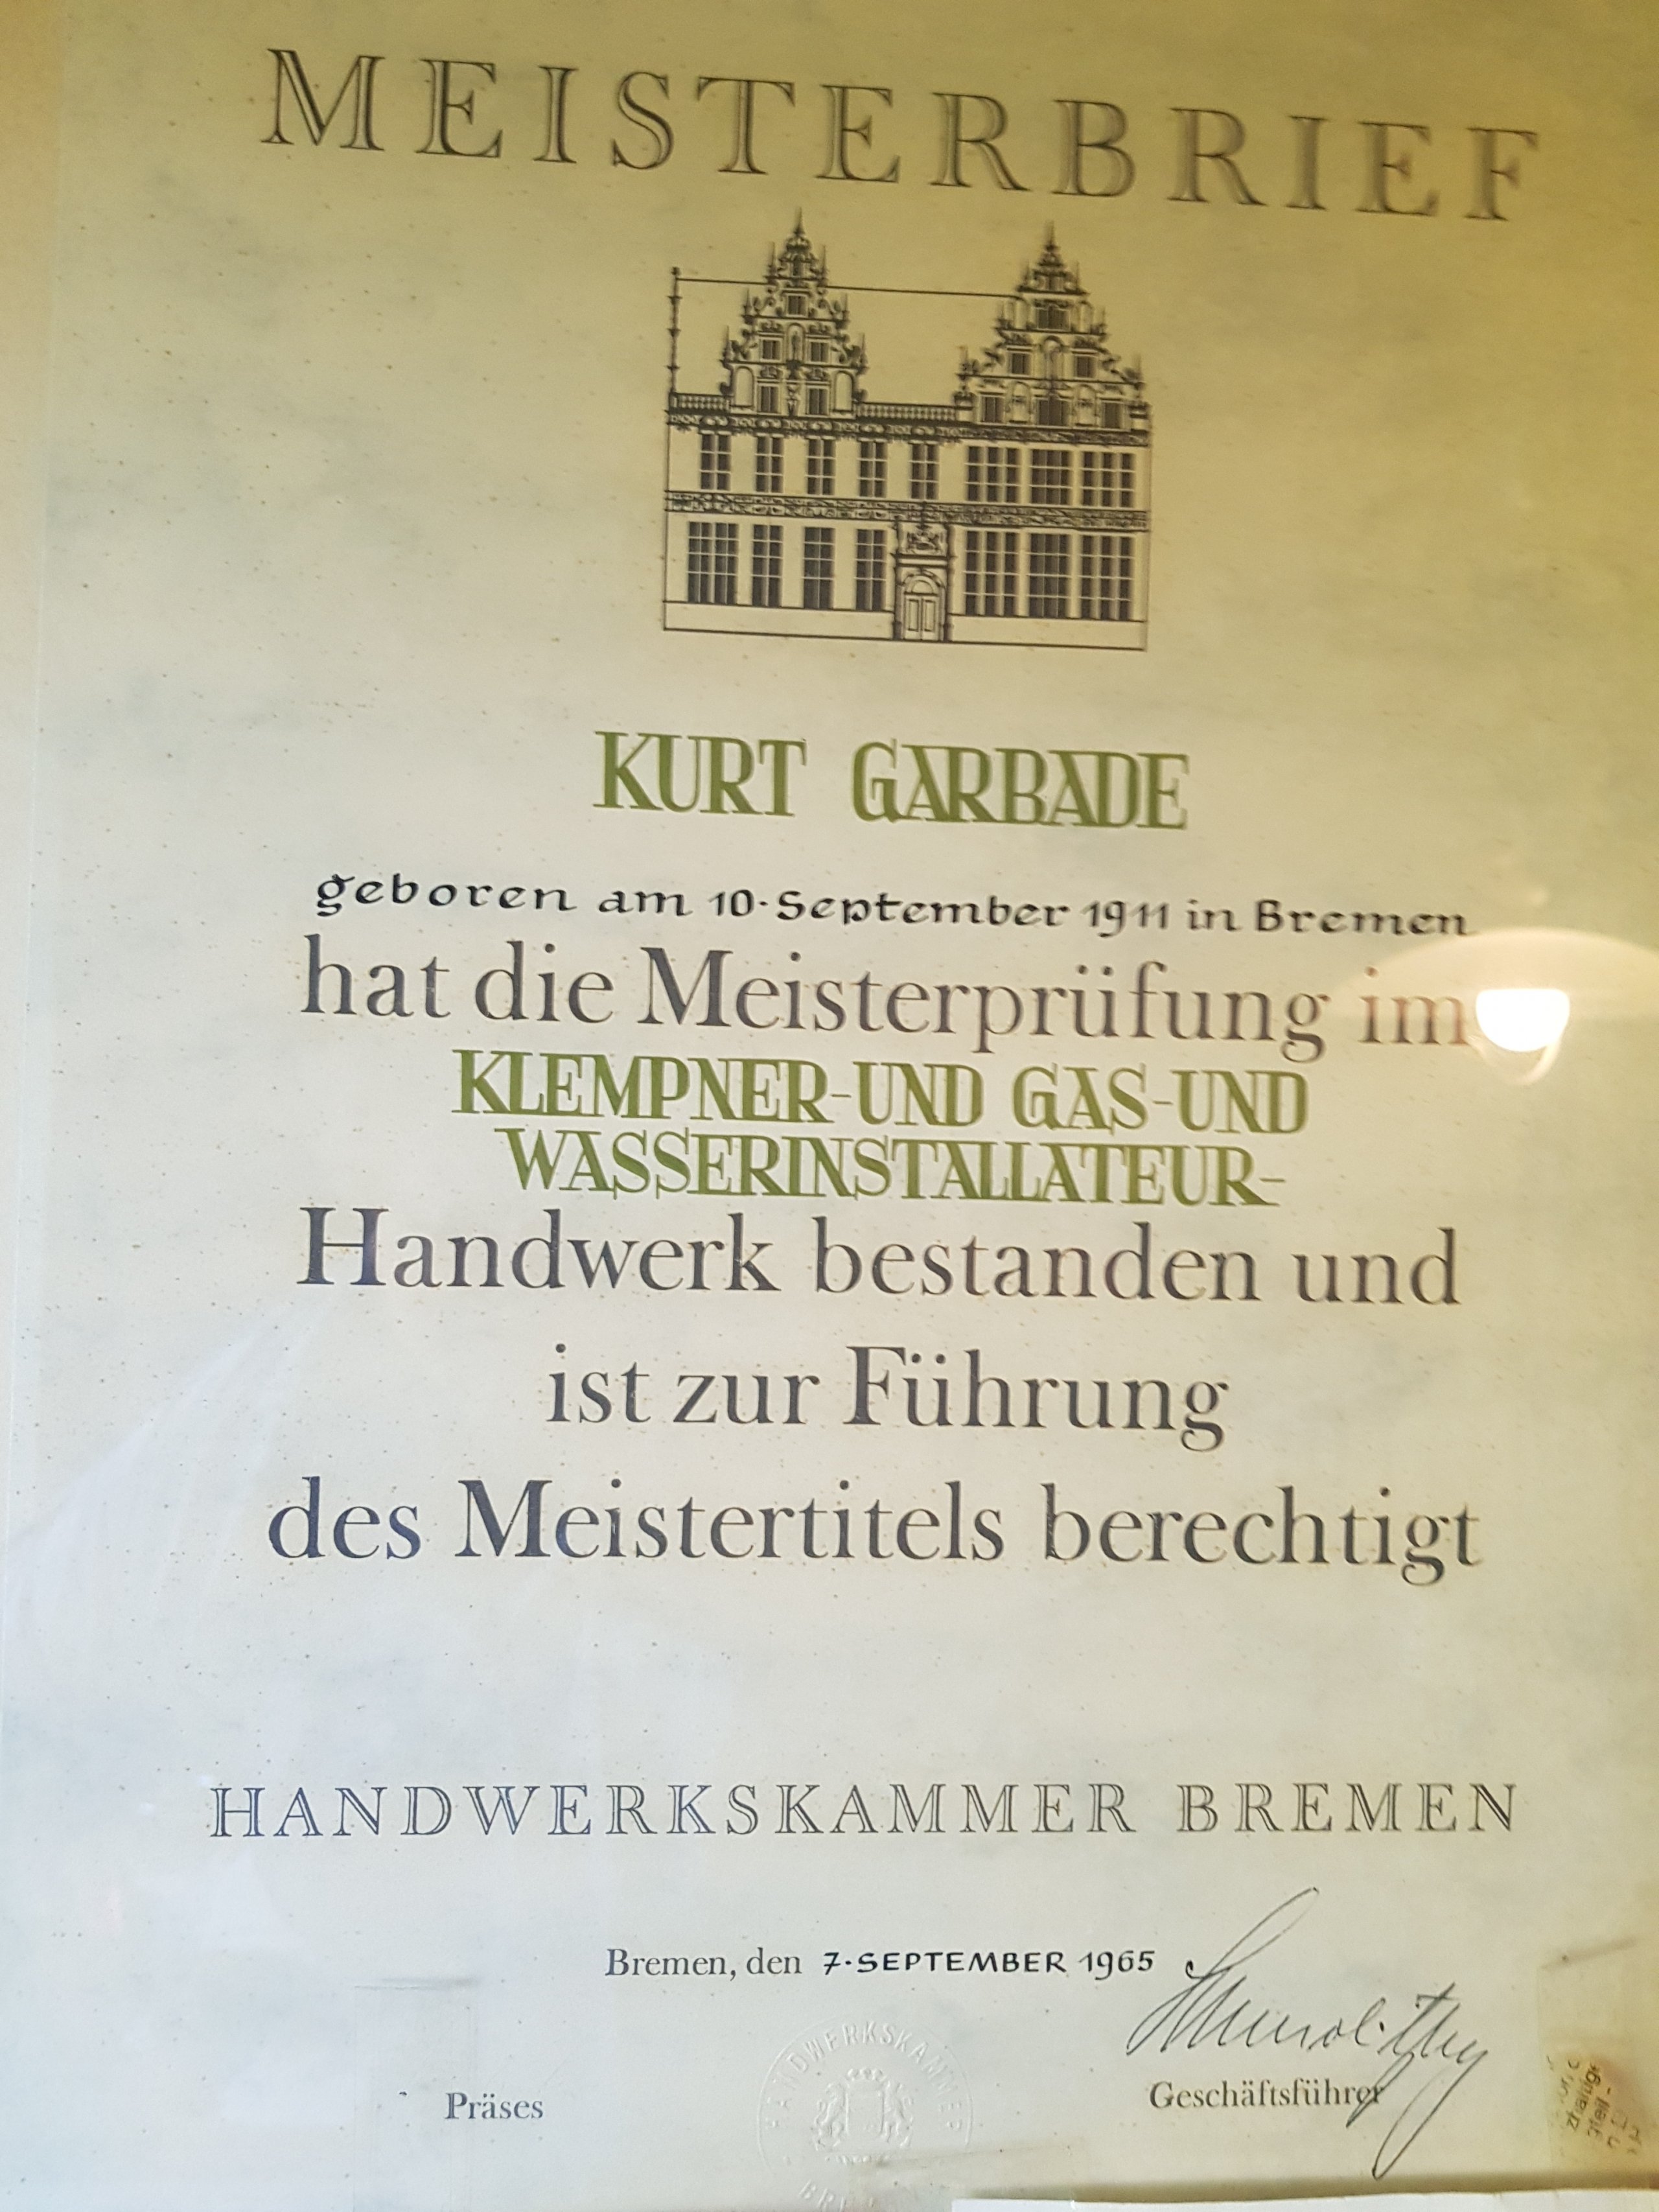 MEISTERBRIEF
KURT GARBADE
geboren am 10. September 1911 in Bremen
hat die Meisterprüfung im
KLEMPNER-UND GAS-UND
WASSERINSTALLATEUR-
Handwerk bestanden und
ist zur Führung
des Meistertitels berechtigt
HANDWERKSKAMMER BREMEN
Bremen, den 7. SEPTEMBER 1965
Präses
HANDWERKSKAMMER
Geschäftsführer